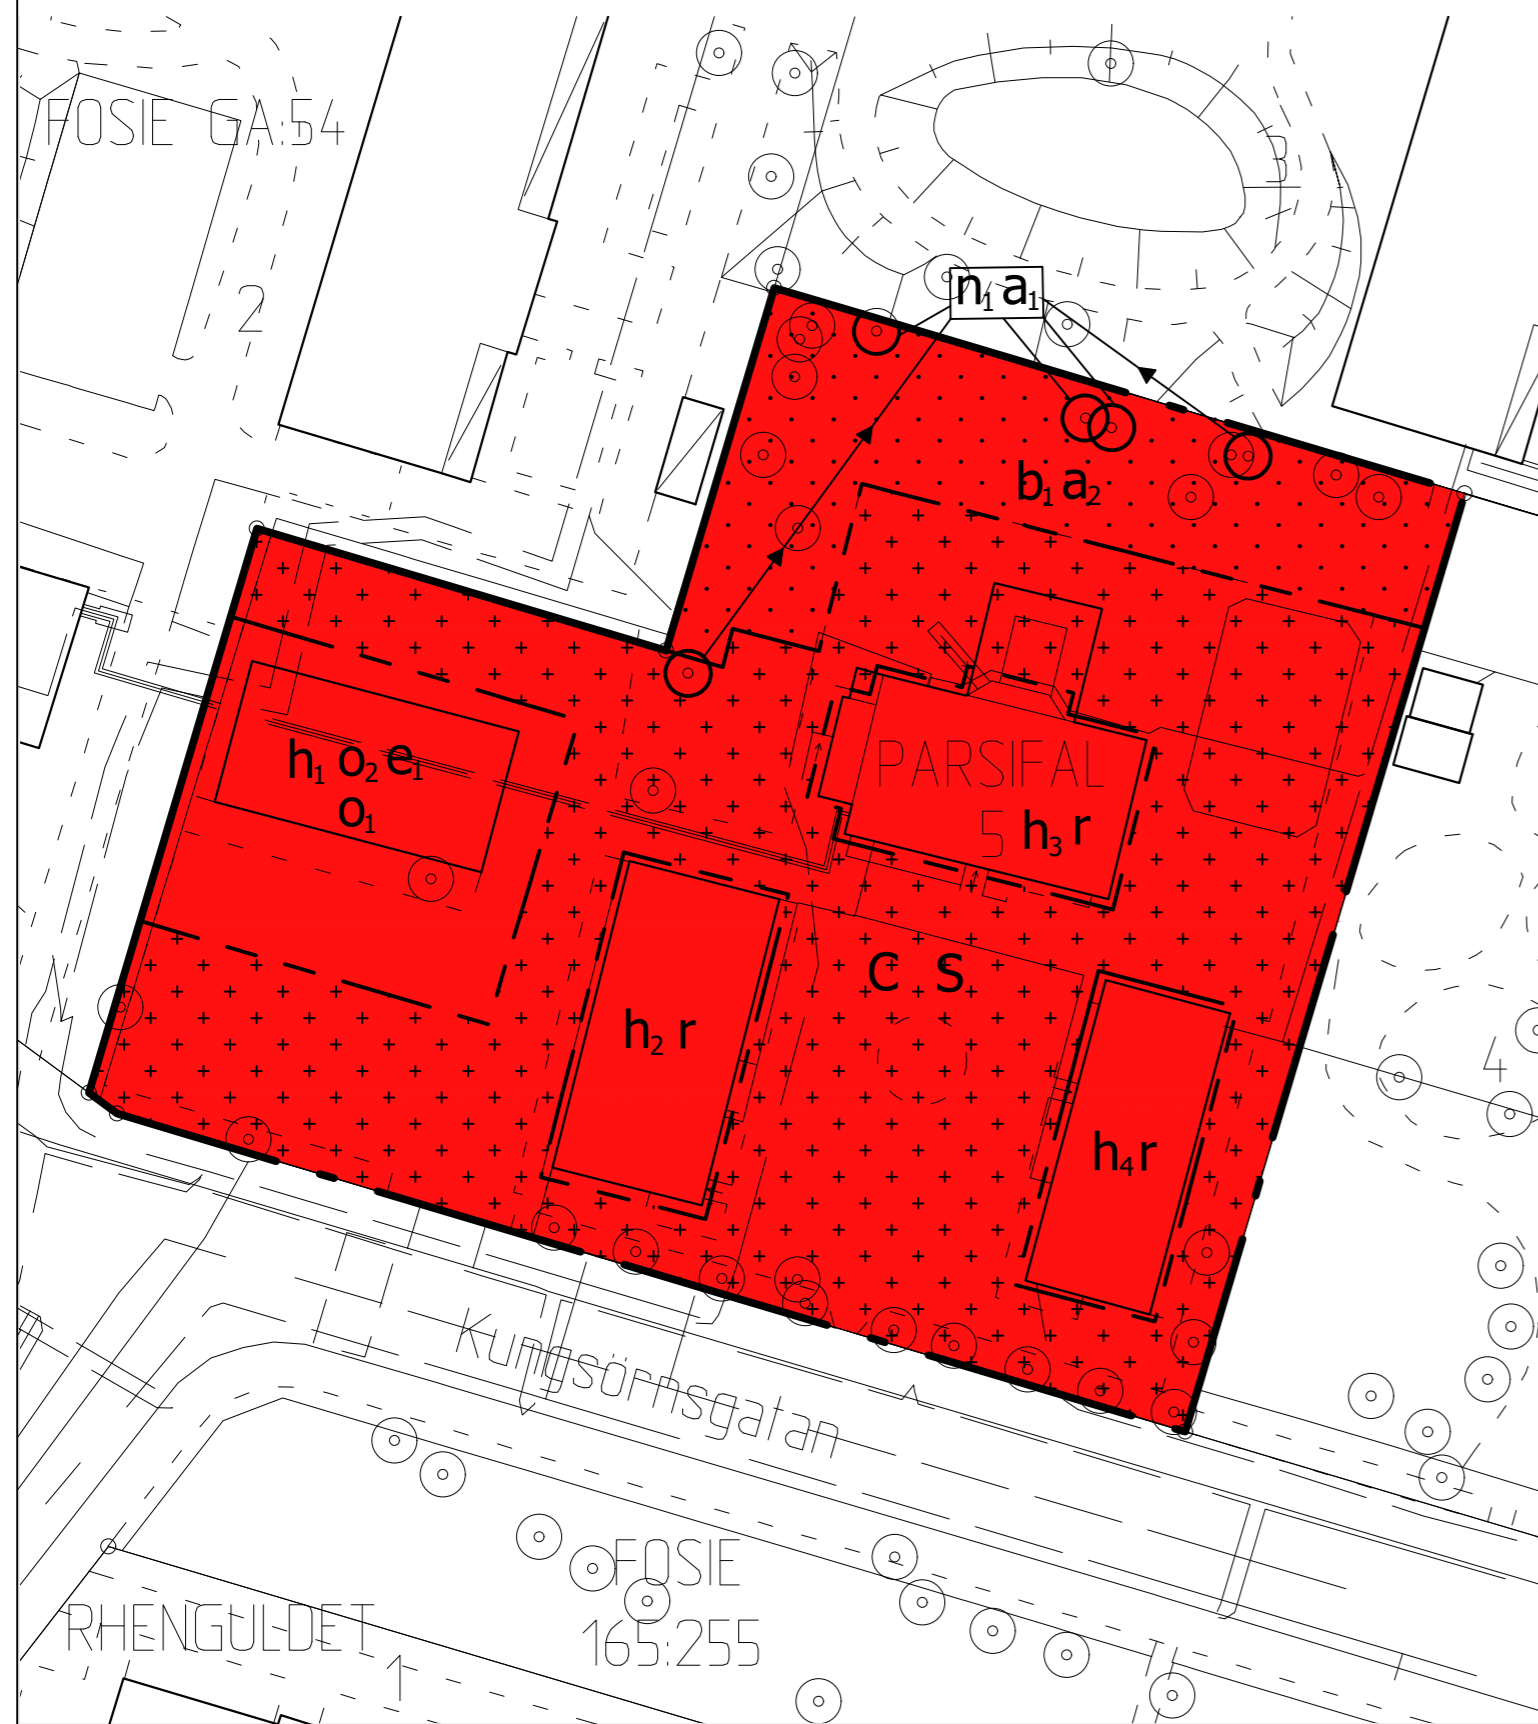 FOSIE GA:54
2
n₁ a₁
b₁ a₂
h₁ o₂ e₁
o₁
PARSIFAL
5 h₃ r
C S
h₂ r
h₄ r
4
Kungsörnsgatan
FOSIE
165:255
RHENGULDET
1